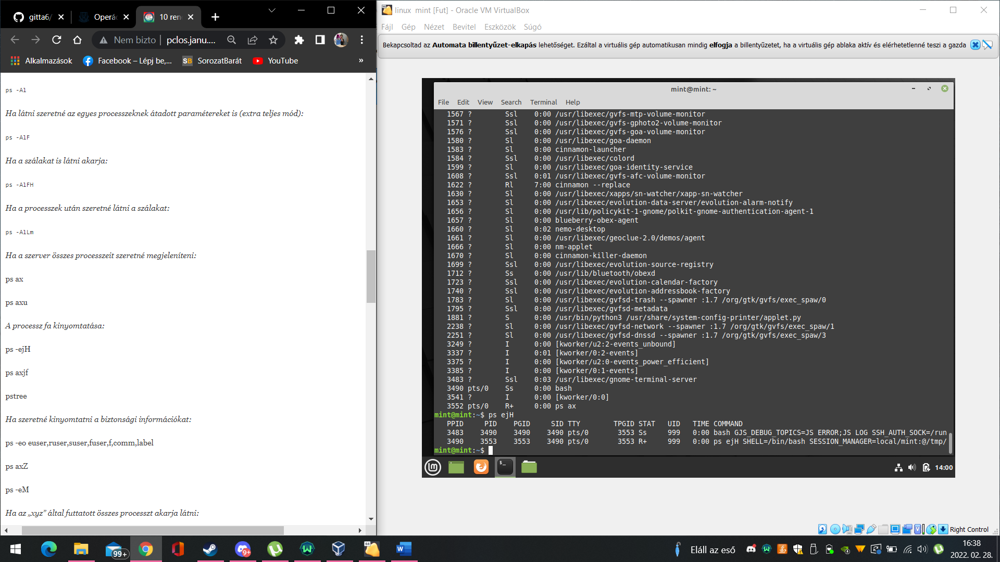 gitta6/
Operác
10 ren
Nem bizto
pclos.janu....
Alkalmazások
Facebook – Lépj be,...
SorozatBarát
YouTube
»
ps -Al
Ha látni szeretné az egyes processzeknek átadott paramétereket is (extra teljes mód):
ps -AlF
Ha a szálakat is látni akarja:
ps -AlFH
Ha a processzek után szeretné látni a szálakat:
ps -AlLm
Ha a szerver összes processzeit szeretné megjeleníteni:
ps ax
ps axu
A processz fa kinyomtatása:
ps -ejH
ps axjf
pstree
Ha szeretné kinyomtatni a biztonsági információkat:
ps -eo euser,ruser,suser,fuser,f,comm,label
ps axZ
ps -eM
Ha az „xyz” által futtatott összes processzt akarja látni:
linux mint [Fut] - Oracle VM VirtualBox
Fájl Gép Nézet Bevitel Eszközök Súgó
Bekapcsoltad az Automata billentyűzet-elkapás lehetőséget. Ezáltal a virtuális gép automatikusan mindig elfogja a billentyűzetet, ha a virtuális gép ablaka aktív és elérhetetlenné teszi a gazda
mint@mint: ~
File Edit View Search Terminal Help
1567 ? Ssl 0:00 /usr/libexec/gvfs-mtp-volume-monitor
1571 ? Ssl 0:00 /usr/libexec/gvfs-gphoto2-volume-monitor
1576 ? Ssl 0:00 /usr/libexec/gvfs-goa-volume-monitor
1580 ? Sl 0:00 /usr/libexec/goa-daemon
1583 ? Sl 0:00 cinnamon-launcher
1584 ? Ssl 0:00 /usr/libexec/colord
1599 ? Sl 0:00 /usr/libexec/goa-identity-service
1608 ? Ssl 0:01 /usr/libexec/gvfs-afc-volume-monitor
1622 ? Rl 7:00 cinnamon --replace
1630 ? Sl 0:00 /usr/libexec/xapps/sn-watcher/xapp-sn-watcher
1653 ? Sl 0:00 /usr/libexec/evolution-data-server/evolution-alarm-notify
1656 ? Sl 0:00 /usr/lib/policykit-1-gnome/polkit-gnome-authentication-agent-1
1657 ? Sl 0:00 blueberry-obex-agent
1660 ? Sl 0:02 nemo-desktop
1661 ? Sl 0:00 /usr/libexec/geoclue-2.0/demos/agent
1666 ? Sl 0:00 nm-applet
1670 ? Sl 0:00 cinnamon-killer-daemon
1699 ? Ssl 0:00 /usr/libexec/evolution-source-registry
1712 ? Ss 0:00 /usr/lib/bluetooth/obexd
1723 ? Ssl 0:00 /usr/libexec/evolution-calendar-factory
1740 ? Ssl 0:00 /usr/libexec/evolution-addressbook-factory
1783 ? Sl 0:00 /usr/libexec/gvfsd-trash --spawner :1.7 /org/gtk/gvfs/exec_spaw/0
1795 ? Ssl 0:00 /usr/libexec/gvfsd-metadata
1881 ? S 0:00 /usr/bin/python3 /usr/share/system-config-printer/applet.py
2238 ? Sl 0:00 /usr/libexec/gvfsd-network --spawner :1.7 /org/gtk/gvfs/exec_spaw/1
2251 ? Sl 0:00 /usr/libexec/gvfsd-dnssd --spawner :1.7 /org/gtk/gvfs/exec_spaw/3
3249 ? I 0:00 [kworker/u2:2-events_unbound]
3337 ? I 0:01 [kworker/0:2-events]
3375 ? I 0:00 [kworker/u2:0-events_power_efficient]
3385 ? I 0:00 [kworker/0:1-events]
3483 ? Ssl 0:03 /usr/libexec/gnome-terminal-server
3490 pts/0 Ss 0:00 bash
3541 ? I 0:00 [kworker/0:0]
3552 pts/0 R+ 0:00 ps ax
mint@mint:~$ ps ejH
PPID PID PGID SID TTY TPGID STAT UID TIME COMMAND
3483 3490 3490 3490 pts/0 3553 Ss 999 0:00 bash GJS_DEBUG_TOPICS=JS ERROR;JS LOG SSH_AUTH_SOCK=/run
3490 3553 3553 3490 pts/0 3553 R+ 999 0:00 ps ejH SHELL=/bin/bash SESSION_MANAGER=local/mint:@/tmp/
mint@mint:~$
14:00
Right Control
99+
9+
64
Eláll az eső
16:38
2022. 02. 28.